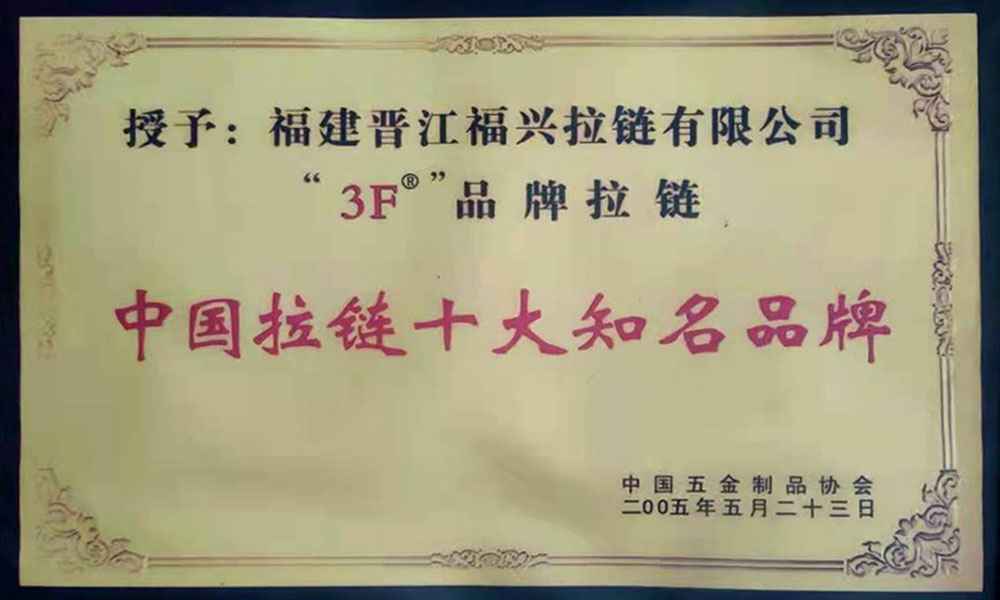 授予：福建晋江福兴拉链有限公司
“3F®”品牌拉链
中国拉链十大知名品牌
中国五金制品协会
二00五年五月二十三日